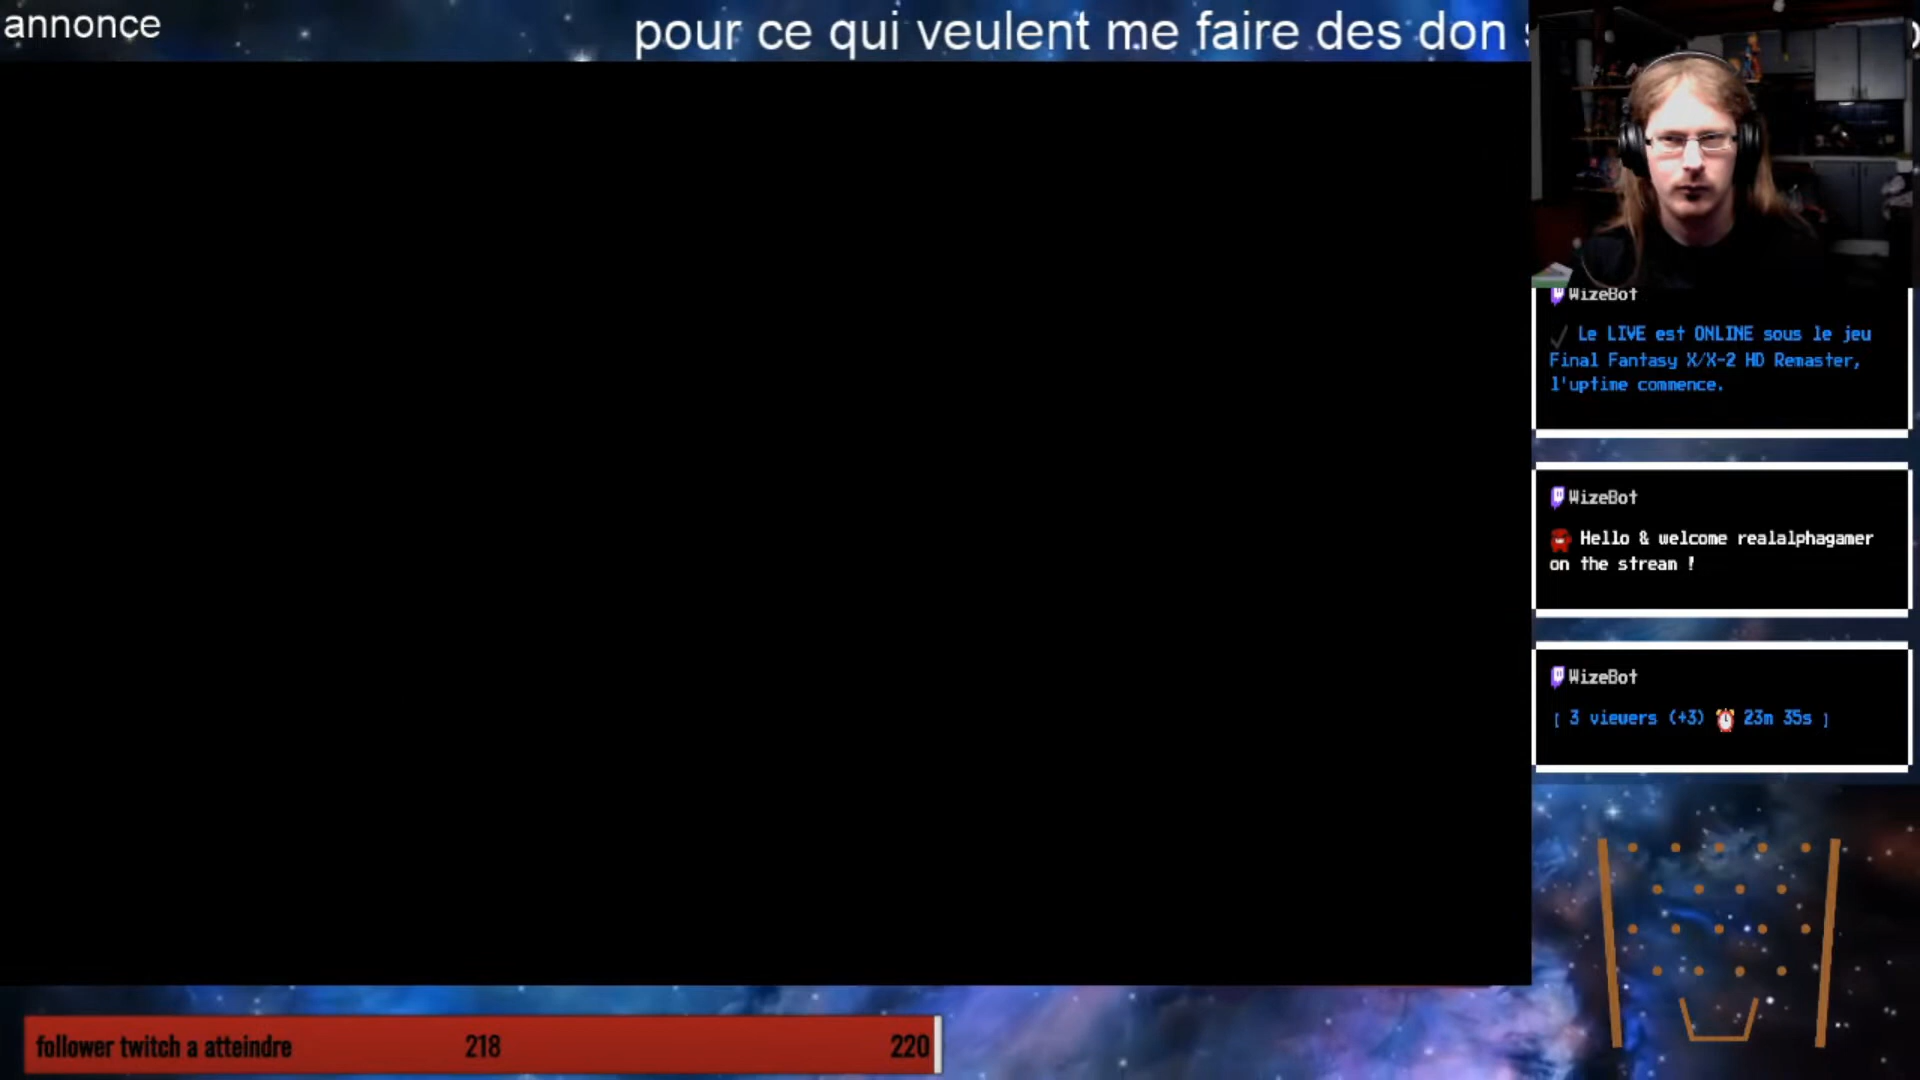 annonce
pour ce qui veulent me faire des don
WizeBot
Le LIVE est ONLINE sous le jeu
Final Fantasy X/X-2 HD Remaster,
l'uptime commence.
WizeBot
Hello & welcome realalphagamer
on the stream !
WizeBot
[ 3 viewers (+3) ⏰ 23m 35s ]
follower twitch a atteindre 218 220